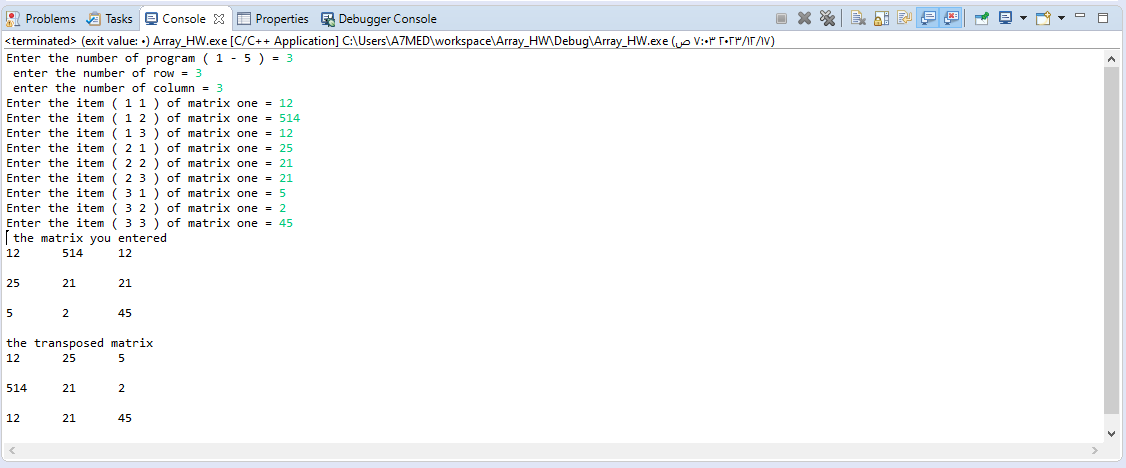 Problems Tasks Console Properties Debugger Console
<terminated> (exit value: ٠) Array_HW.exe [C/C++ Application] C:\Users\A7MED\workspace\Array_HW\Debug\Array_HW.exe (٢٠٢٣/١٢/١٧ ٧:٠٣ ص)
Enter the number of program ( 1 - 5 ) = 3
enter the number of row = 3
enter the number of column = 3
Enter the item ( 1 1 ) of matrix one = 12
Enter the item ( 1 2 ) of matrix one = 514
Enter the item ( 1 3 ) of matrix one = 12
Enter the item ( 2 1 ) of matrix one = 25
Enter the item ( 2 2 ) of matrix one = 21
Enter the item ( 2 3 ) of matrix one = 21
Enter the item ( 3 1 ) of matrix one = 5
Enter the item ( 3 2 ) of matrix one = 2
Enter the item ( 3 3 ) of matrix one = 45
the matrix you entered
12 514 12
25 21 21
5 2 45
the transposed matrix
12 25 5
514 21 2
12 21 45